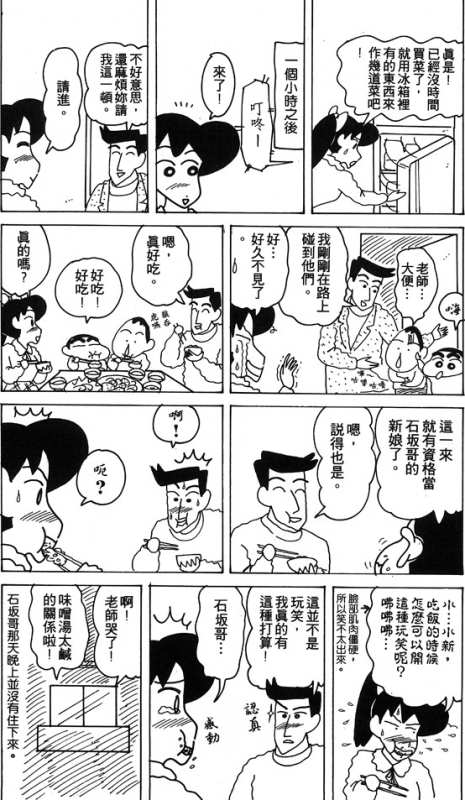 眞是！
已經沒時間
買菜了，
就用冰箱裡
有的東西來
作幾道菜吧
！
一個小時之後
叮咚—
來了！
不好意思，
還麻煩妳請
我這一頓。
請進。
嗨
老師…
大便…
我剛剛在路上
碰到他們。
好…
好久不見了
。
嗯，
眞好吃。
好吃！
好吃！
眞的嗎？
這一來
就有資格當
石坂哥的
新娘了。
嗯，
說得也是。
啊！
呃？
小…小新，
吃飯的時候
怎麼可以開
這種玩笑呢？
咈咈咈…
臉部肌肉僵硬，
所以笑不太出來。
這並不是
玩笑，
我眞的有
這種打算！
認真
石坂哥…
感動
啊！
老師哭了！
味噌湯太鹹
的關係啦！
石坂哥那天晚上並沒有住下來。